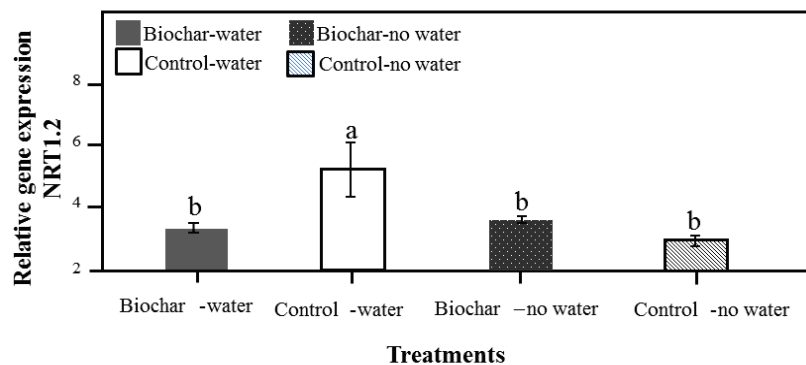 Relative gene expression
NRT1.2
Biochar-water
Biochar-no water
Control-water
Control-no water
8
6
4
2
b
a
b
b
Biochar -water
Control -water
Biochar –no water
Control -no water
Treatments